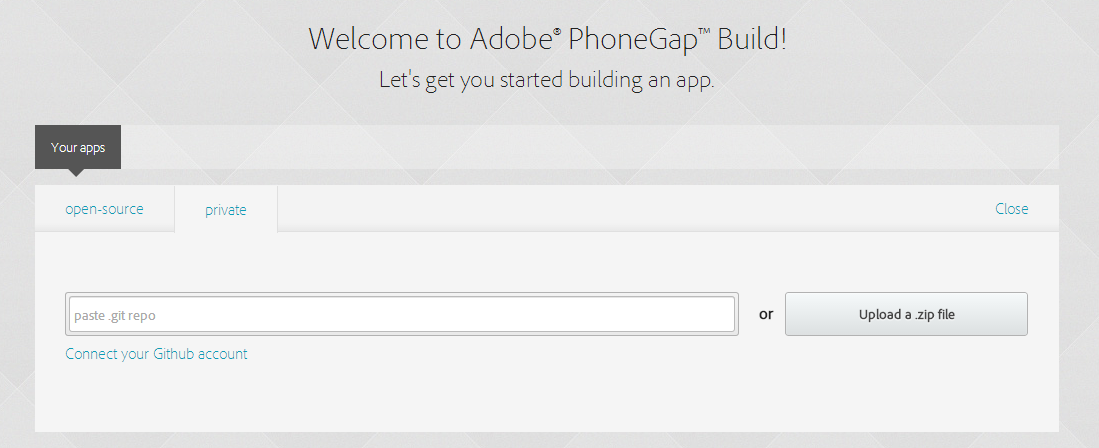 Welcome to Adobe® PhoneGap™ Build!
Let's get you started building an app.
Your apps
open-source
private
Close
paste .git repo
or
Upload a .zip file
Connect your Github account